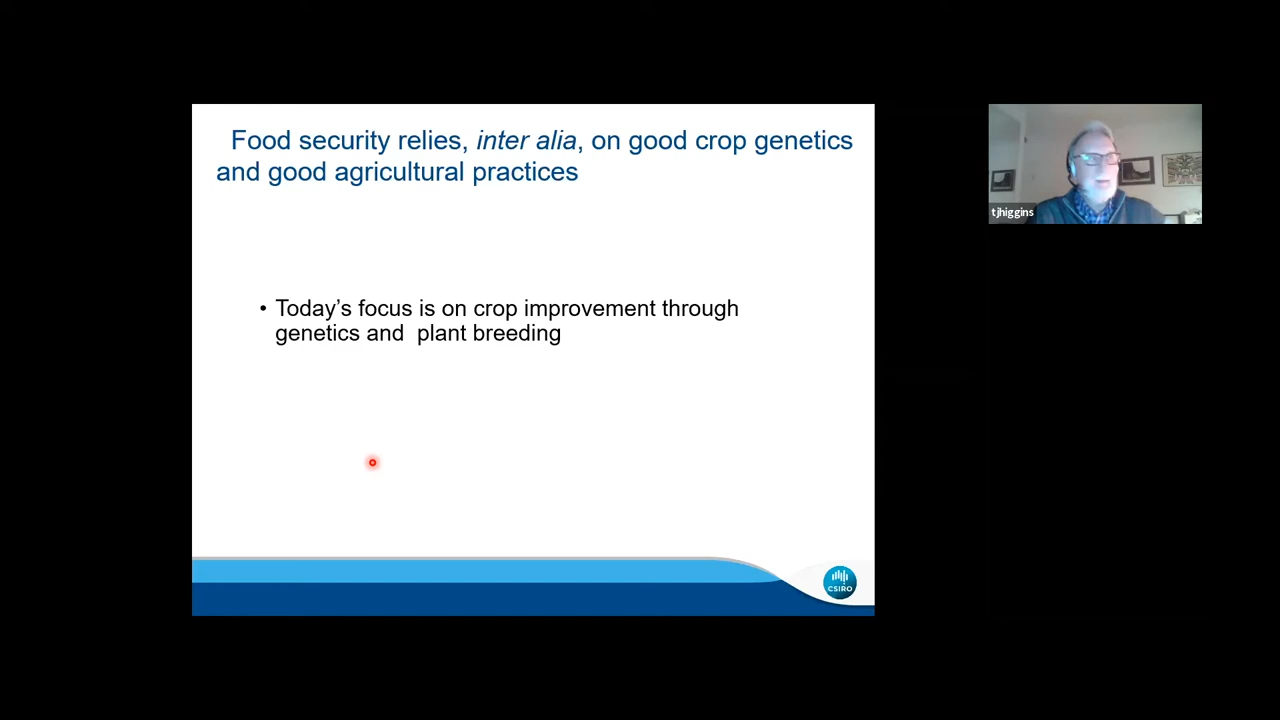 Food security relies, inter alia, on good crop genetics
and good agricultural practices
tjhiggins
• Today’s focus is on crop improvement through
genetics and  plant breeding
CSIRO